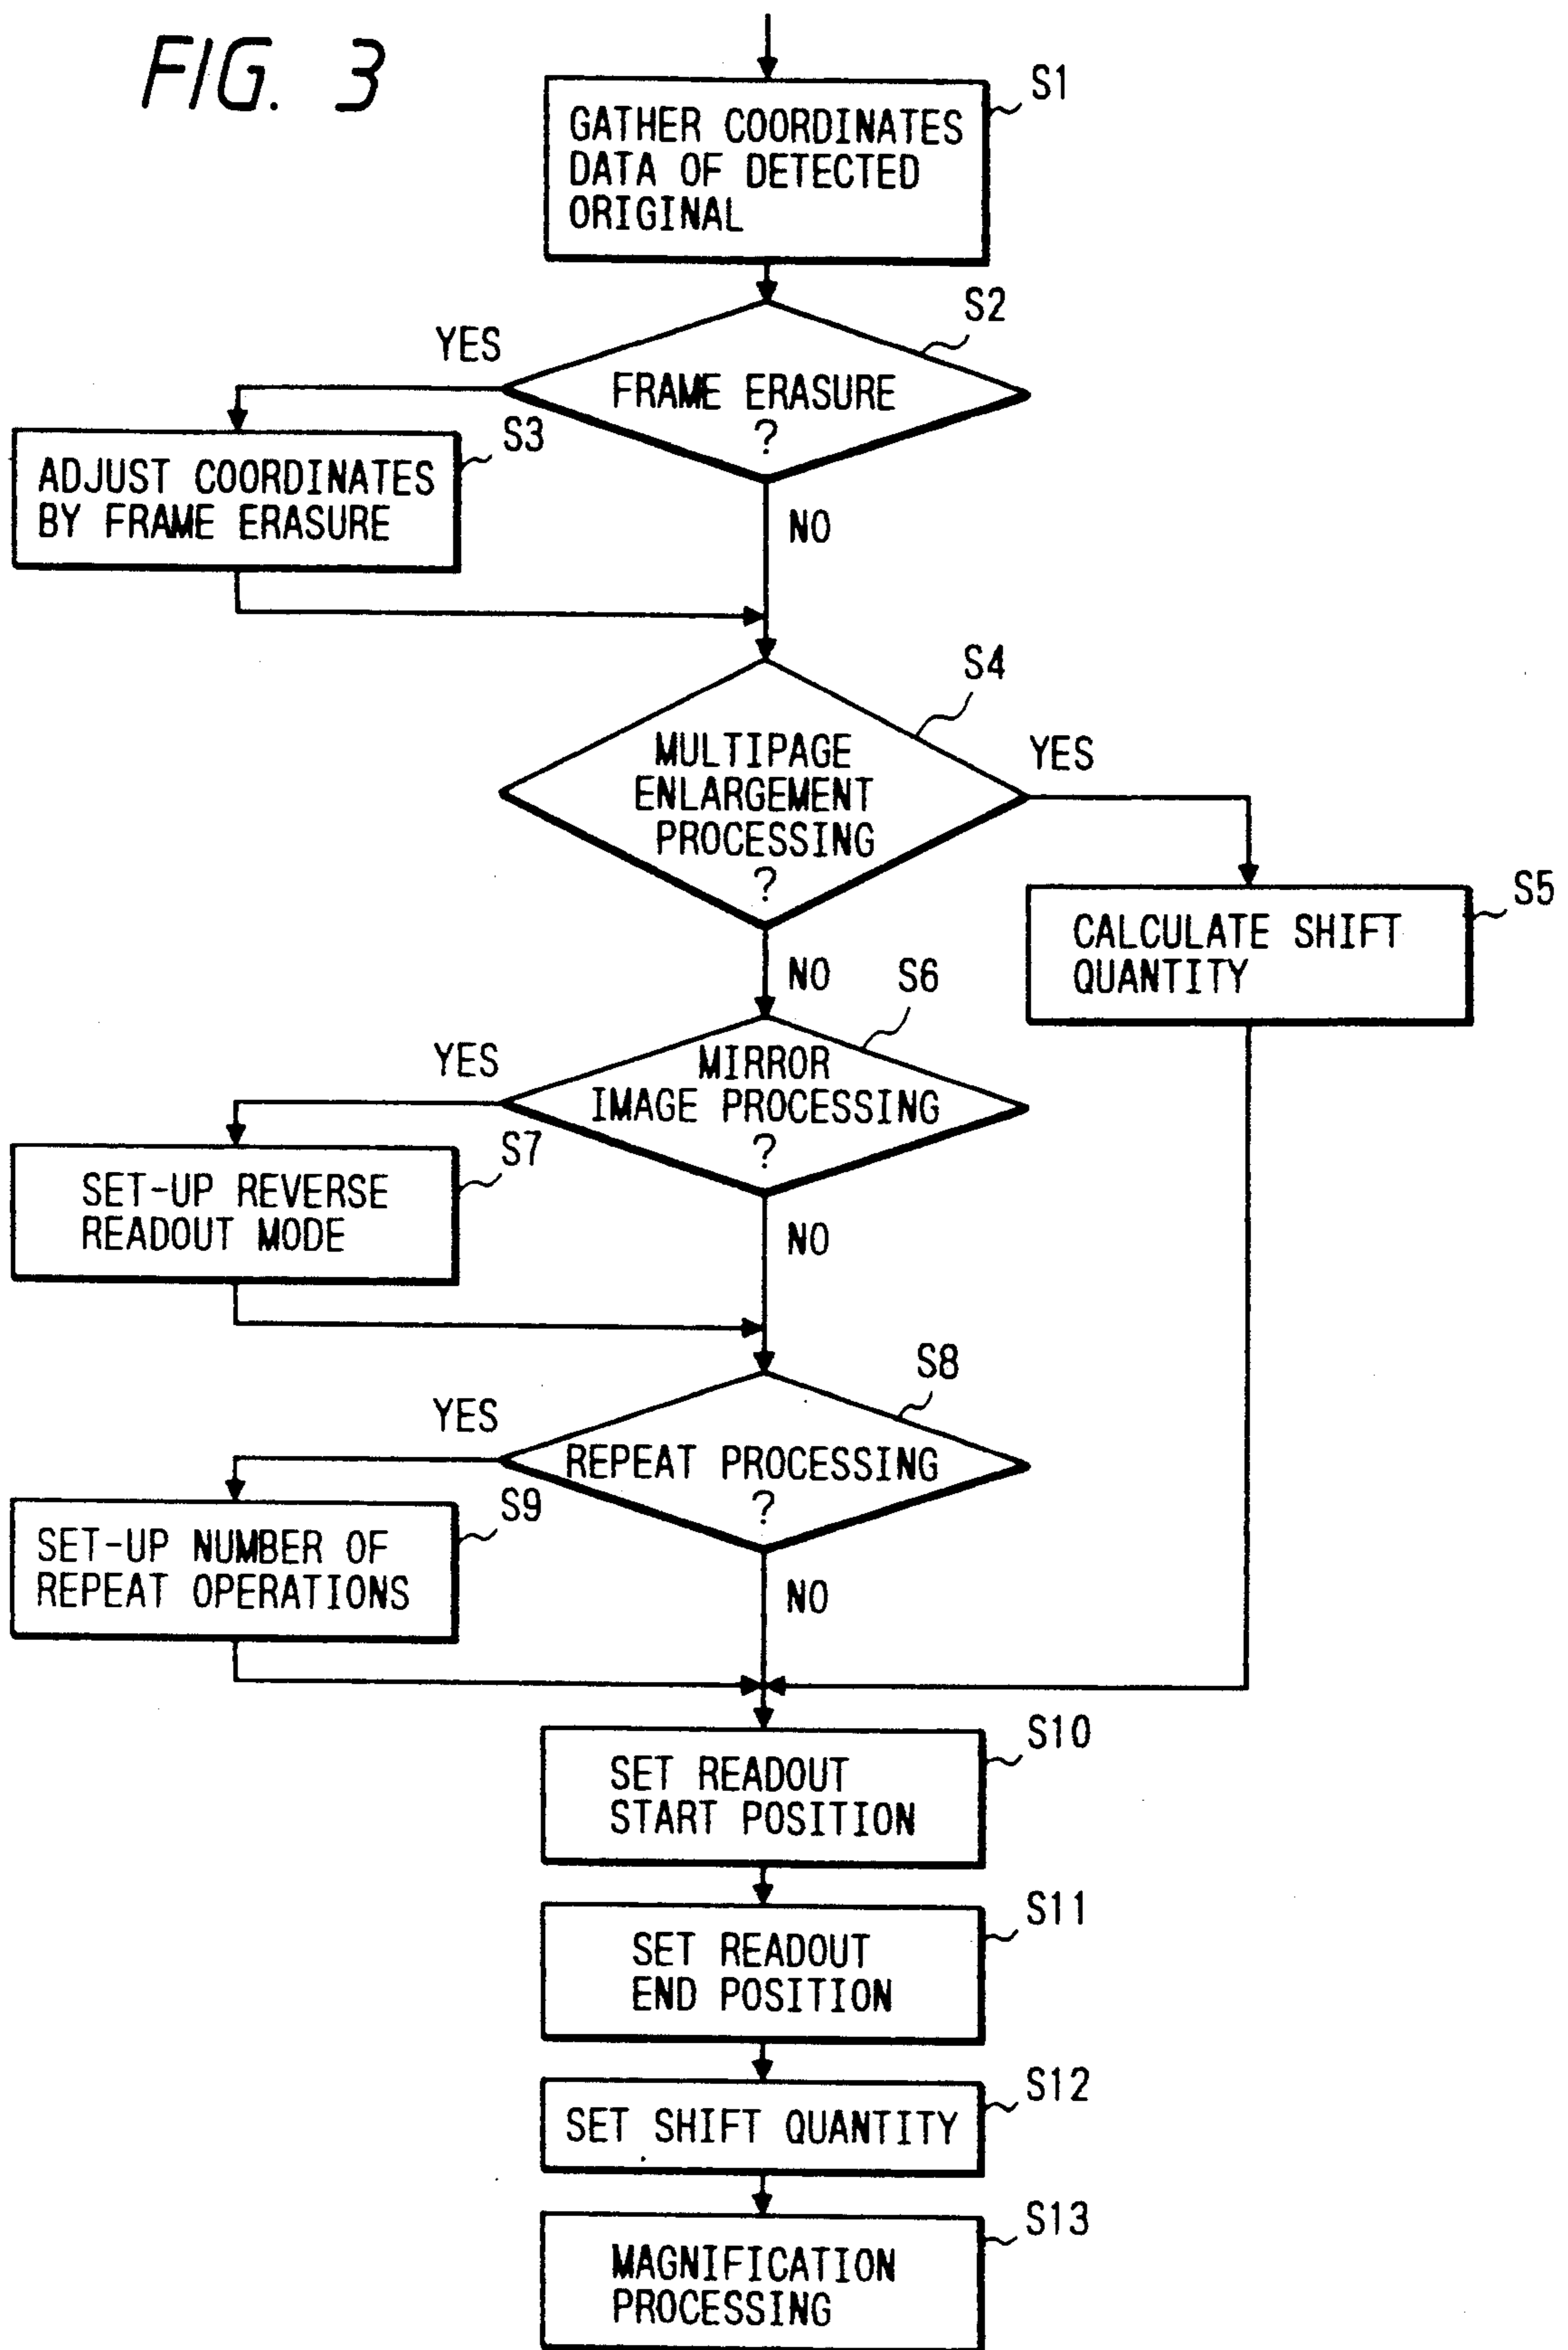 FIG. 3
S1
GATHER COORDINATES
DATA OF DETECTED
ORIGINAL
S2
YES
FRAME ERASURE
?
S3
ADJUST COORDINATES
BY FRAME ERASURE
NO
S4
MULTIPAGE
ENLARGEMENT
PROCESSING
?
YES
S5
CALCULATE SHIFT
QUANTITY
NO
S6
YES
MIRROR
IMAGE PROCESSING
?
S7
SET-UP REVERSE
READOUT MODE
NO
S8
YES
REPEAT PROCESSING
?
S9
SET-UP NUMBER OF
REPEAT OPERATIONS
NO
S10
SET READOUT
START POSITION
S11
SET READOUT
END POSITION
S12
SET SHIFT QUANTITY
S13
MAGNIFICATION
PROCESSING